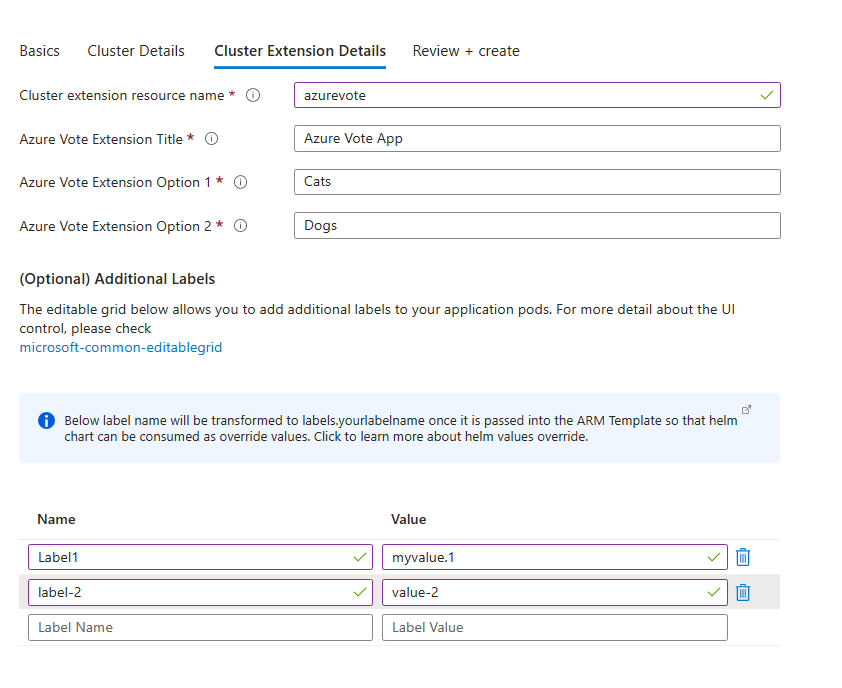 Basics Cluster Details Cluster Extension Details Review + create
Cluster extension resource name * azurevote
Azure Vote Extension Title * Azure Vote App
Azure Vote Extension Option 1 * Cats
Azure Vote Extension Option 2 * Dogs
(Optional) Additional Labels
The editable grid below allows you to add additional labels to your application pods. For more detail about the UI
control, please check
microsoft-common-editablegrid
Below label name will be transformed to labels.yourlabelname once it is passed into the ARM Template so that helm
chart can be consumed as override values. Click to learn more about helm values override.
Name Value
Label1 myvalue.1
label-2 value-2
Label Name Label Value